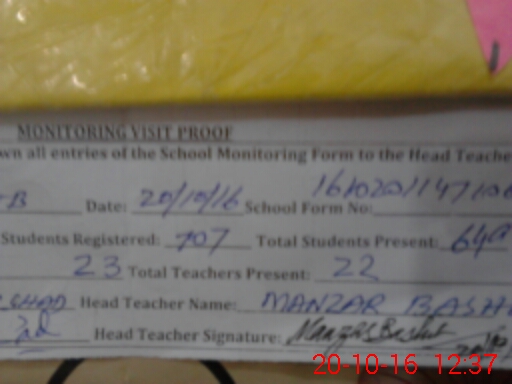 MONITORING VISIT PROOF
wn all entries of the School Monitoring Form to the Head Teache
-B Date: 20/10/16 School Form No:
Students Registered: 707 Total Students Present:
23 Total Teachers Present: 22
Head Teacher Name: MANZAR BASH
Head Teacher Signature: Manzar Bashir
20-10-16 12:37